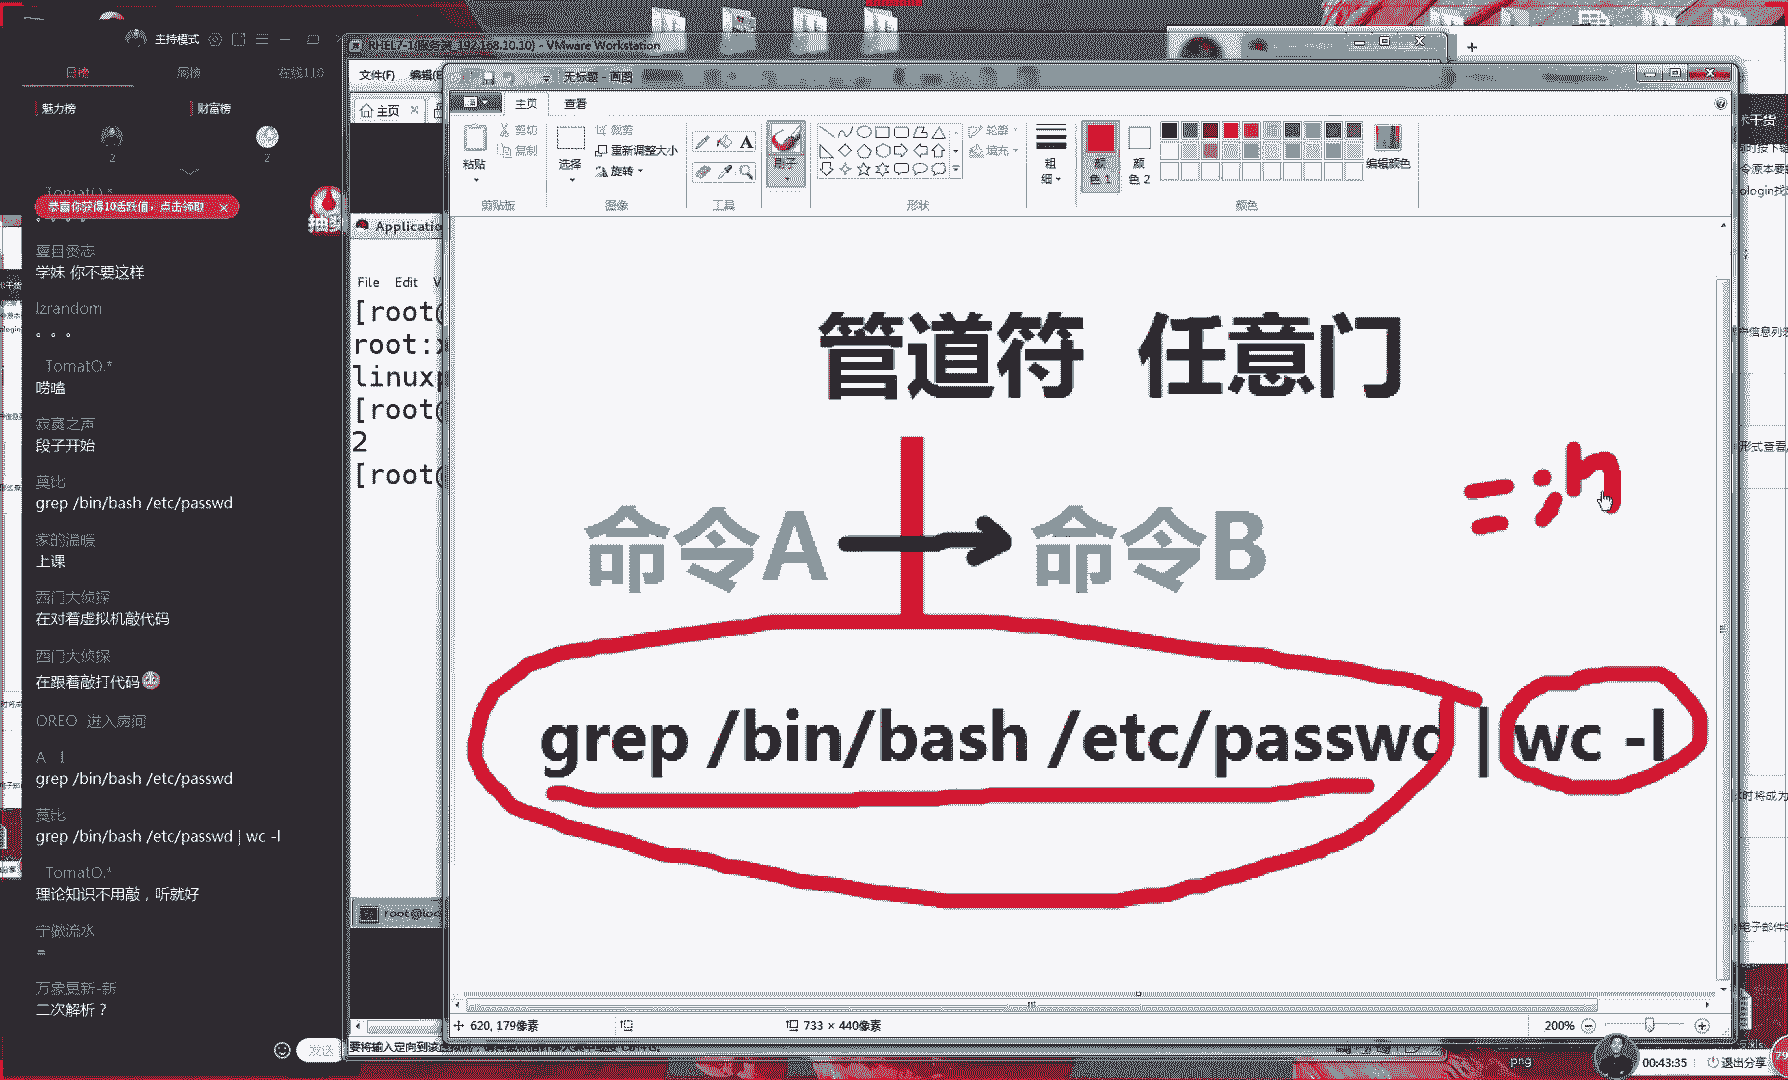 主持模式
日榜 周榜 在线110
魅力榜 财富榜
2 2
TomatO.*
恭喜你获得10活跃值，点击领取
夏目贵志
学妹 你不要这样
lzrandom
。。。
TomatO.*
唠嗑
寂寞之声
段子开始
莫比
grep /bin/bash /etc/passwd
家的温暖
上课
西门大侦探
在对着虚拟机敲代码
西门大侦探
在跟着敲打代码
OREO 进入房间
A l
grep /bin/bash /etc/passwd
莫比
grep /bin/bash /etc/passwd | wc -l
TomatO.*
理论知识不用敲，听就好
宁做流水
=
万象更新-新
二次解析？
发送
RHEL7-1(服务器_192.168.10.10) - VMware Workstation
文件(F) 编辑(E
主页
Applicatio
File Edit V
[root@
root:x
linuxp
[root@
2
[root@
root@loc
无标题 - 画图
主页 查看
粘贴 剪切 复制
剪贴板
选择 裁剪 重新调整大小 旋转
图像
A
工具
刷子
轮廓 填充
形状
粗细
颜色 1 颜色 2
编辑颜色
颜色
管道符 任意门
命令A 命令B
grep /bin/bash /etc/passwd | wc -l
620, 179像素
733 × 440像素
200%
png
00:43:35
退出分享